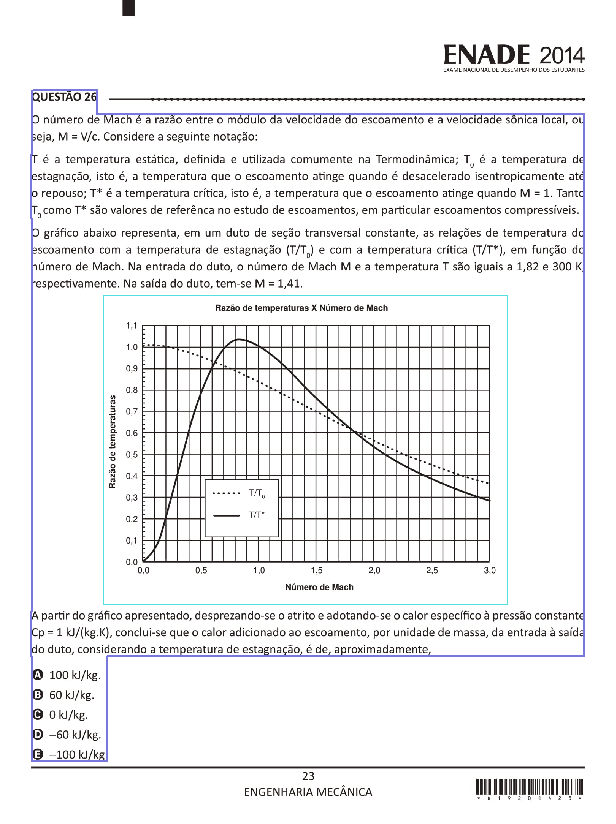 ENADE 2014
EXAME NACIONAL DE DESEMPENHO DOS ESTUDANTES
QUESTÃO 26
O número de Mach é a razão entre o módulo da velocidade do escoamento e a velocidade sônica local, ou
seja, M = V/c. Considere a seguinte notação:
T é a temperatura estática, definida e utilizada comumente na Termodinâmica; T0 é a temperatura de
estagnação, isto é, a temperatura que o escoamento atinge quando é desacelerado isentropicamente até
o repouso; T* é a temperatura crítica, isto é, a temperatura que o escoamento atinge quando M = 1. Tanto
T0 como T* são valores de referênca no estudo de escoamentos, em particular escoamentos compressíveis.
O gráfico abaixo representa, em um duto de seção transversal constante, as relações de temperatura do
escoamento com a temperatura de estagnação (T/T0) e com a temperatura crítica (T/T*), em função do
número de Mach. Na entrada do duto, o número de Mach M e a temperatura T são iguais a 1,82 e 300 K,
respectivamente. Na saída do duto, tem-se M = 1,41.
Razão de temperaturas X Número de Mach
Razão de temperaturas
1,1
1,0
0,9
0,8
0,7
0,6
0,5
0,4
0,3
0,2
0,1
0,0
T/T0
T/T*
0,0 0,5 1,0 1,5 2,0 2,5 3,0
Número de Mach
A partir do gráfico apresentado, desprezando-se o atrito e adotando-se o calor específico à pressão constante
Cp = 1 kJ/(kg.K), conclui-se que o calor adicionado ao escoamento, por unidade de massa, da entrada à saída
do duto, considerando a temperatura de estagnação, é de, aproximadamente,
A 100 kJ/kg.
B 60 kJ/kg.
C 0 kJ/kg.
D –60 kJ/kg.
E –100 kJ/kg
23
ENGENHARIA MECÂNICA